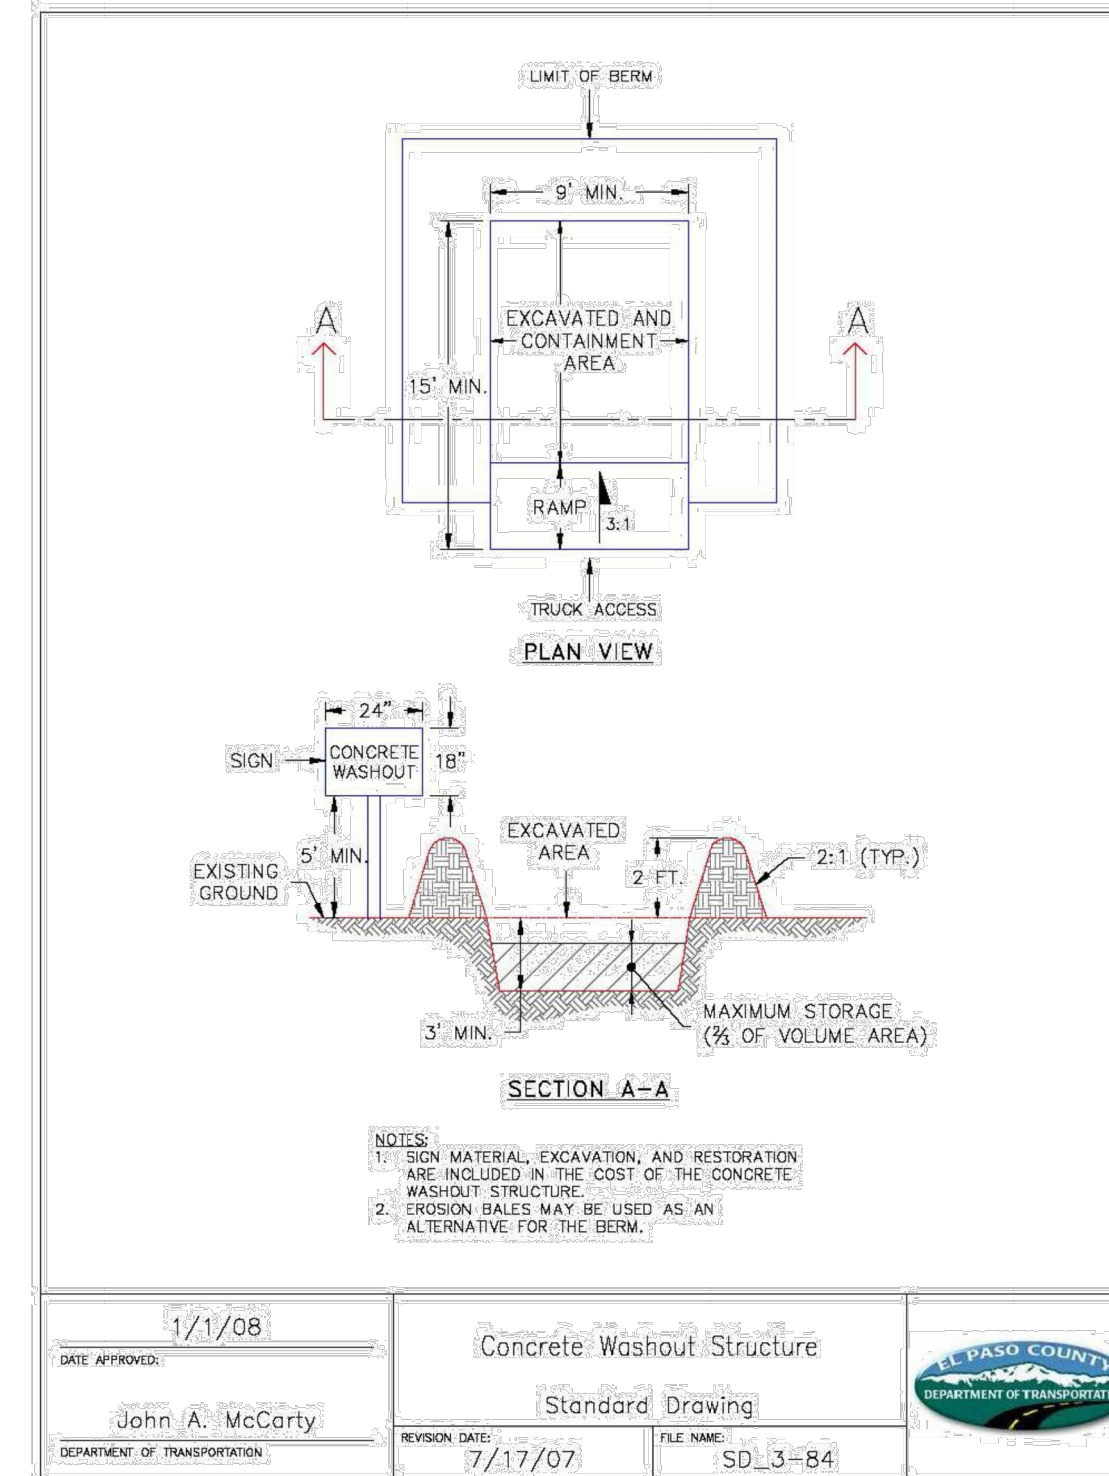 LIMIT OF BERM
9' MIN.
A
A
EXCAVATED AND
CONTAINMENT
AREA
15' MIN.
RAMP
3:1
TRUCK ACCESS
PLAN VIEW
24"
SIGN
CONCRETE
WASHOUT
18"
5' MIN.
EXCAVATED
AREA
2 FT.
2:1 (TYP.)
EXISTING
GROUND
3' MIN.
MAXIMUM STORAGE
(⅔ OF VOLUME AREA)
SECTION A-A
NOTES:
1. SIGN MATERIAL, EXCAVATION, AND RESTORATION
ARE INCLUDED IN THE COST OF THE CONCRETE
WASHOUT STRUCTURE.
2. EROSION BALES MAY BE USED AS AN
ALTERNATIVE FOR THE BERM.
1/1/08
DATE APPROVED:
John A. McCarty
DEPARTMENT OF TRANSPORTATION
Concrete Washout Structure
Standard Drawing
REVISION DATE:
7/17/07
FILE NAME:
SD_3-84
EL PASO COUNTY
DEPARTMENT OF TRANSPORTATI